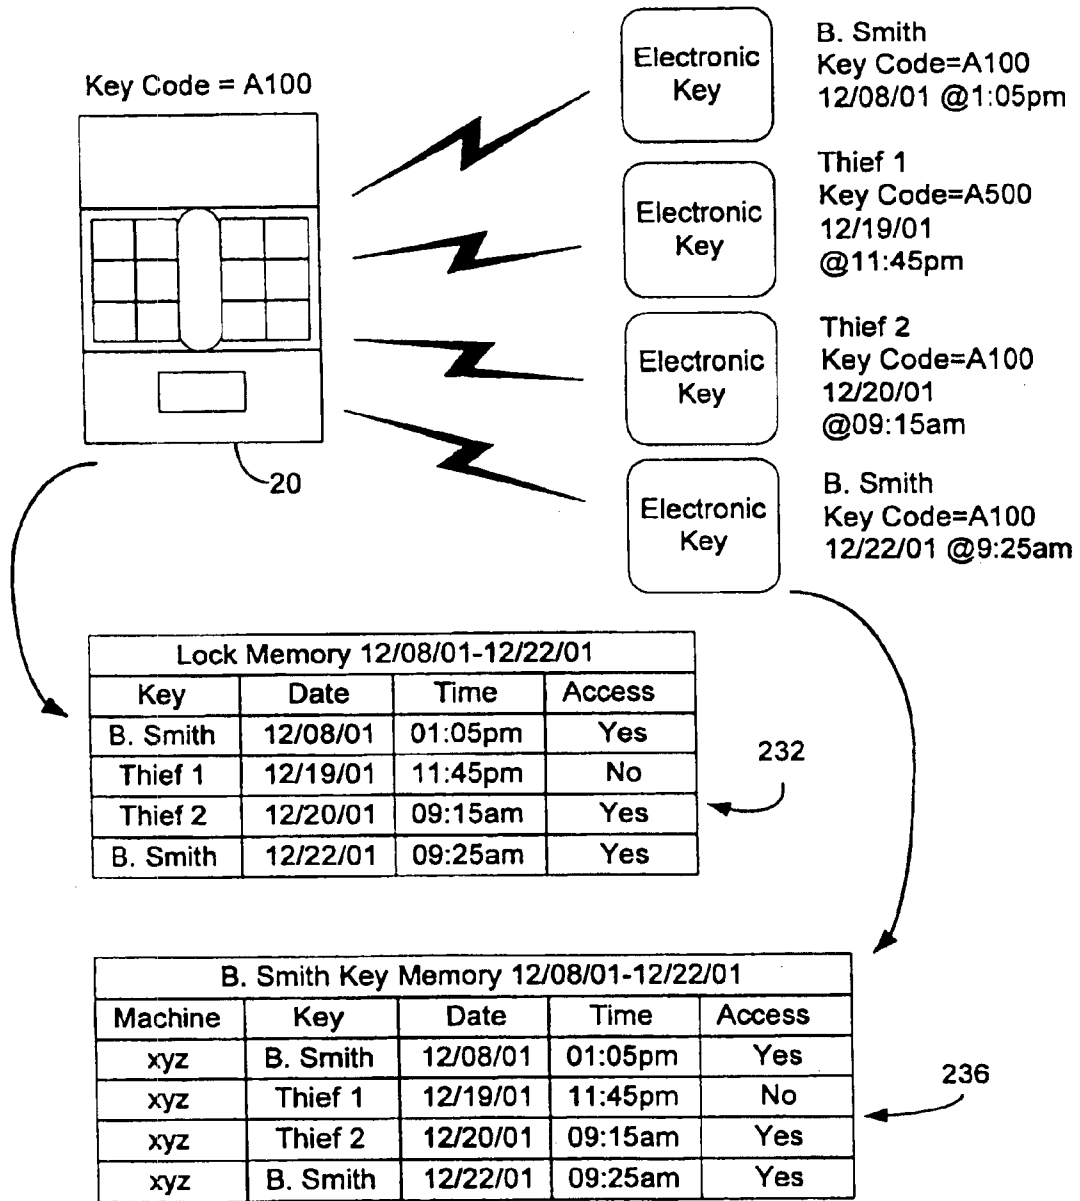 Key Code = A100
Electronic
Key
B. Smith
Key Code=A100
12/08/01 @1:05pm
Electronic
Key
Thief 1
Key Code=A500
12/19/01
@11:45pm
Electronic
Key
Thief 2
Key Code=A100
12/20/01
@09:15am
Electronic
Key
B. Smith
Key Code=A100
12/22/01 @9:25am
20
Lock Memory 12/08/01-12/22/01
Key Date Time Access
B. Smith 12/08/01 01:05pm Yes
Thief 1 12/19/01 11:45pm No
Thief 2 12/20/01 09:15am Yes
B. Smith 12/22/01 09:25am Yes
232
B. Smith Key Memory 12/08/01-12/22/01
Machine Key Date Time Access
xyz B. Smith 12/08/01 01:05pm Yes
xyz Thief 1 12/19/01 11:45pm No
xyz Thief 2 12/20/01 09:15am Yes
xyz B. Smith 12/22/01 09:25am Yes
236